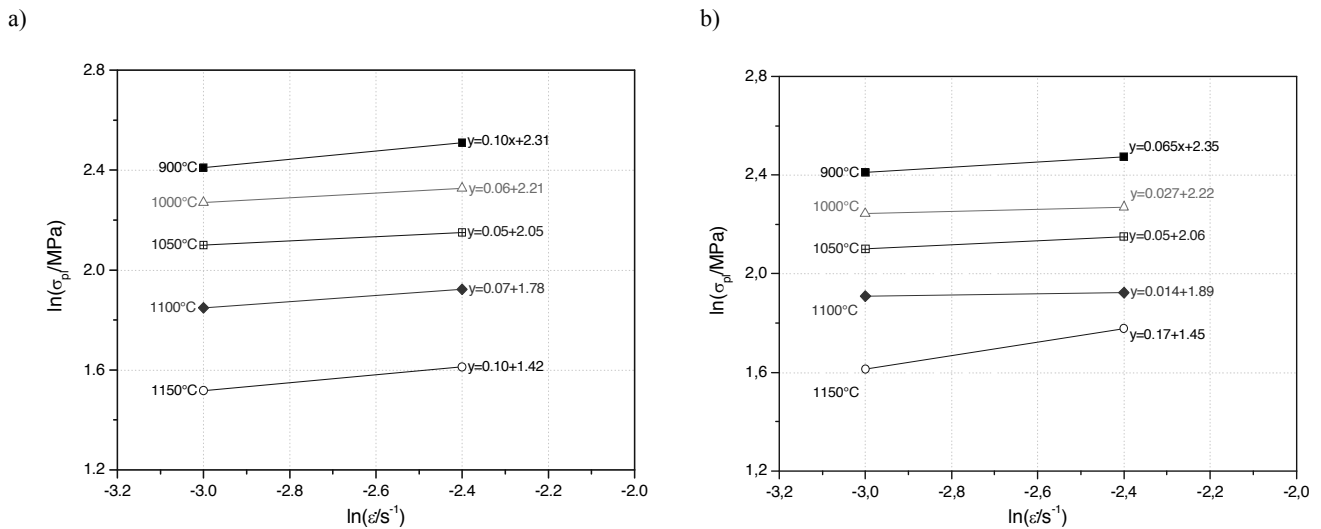 a)
2.8
2.4
2.0
1.6
1.2
ln(σpl/MPa)
900°C
y=0.10x+2.31
1000°C
y=0.06+2.21
1050°C
y=0.05+2.05
1100°C
y=0.07+1.78
1150°C
y=0.10+1.42
-3.2 -3.0 -2.8 -2.6 -2.4 -2.2 -2.0
ln(ε/s⁻¹)
b)
2,8
2,4
2,0
1,6
1,2
ln(σpl/MPa)
900°C
y=0.065x+2.35
1000°C
y=0.027+2.22
1050°C
y=0.05+2.06
1100°C
y=0.014+1.89
1150°C
y=0.17+1.45
-3,2 -3,0 -2,8 -2,6 -2,4 -2,2 -2,0
ln(ε/s⁻¹)